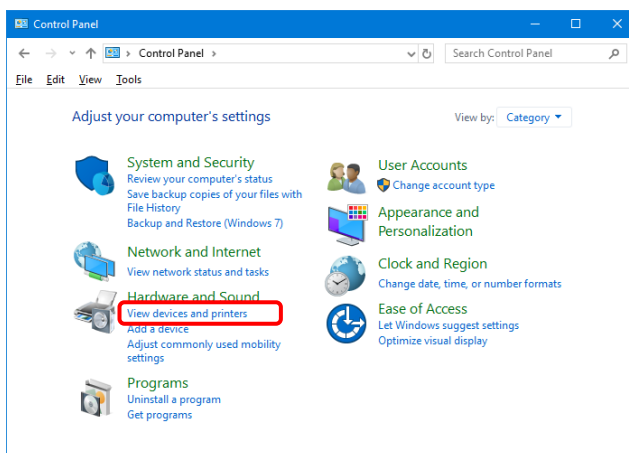 Control Panel
Control Panel
Search Control Panel
File Edit View Tools
Adjust your computer's settings
View by: Category
System and Security
Review your computer's status
Save backup copies of your files with
File History
Backup and Restore (Windows 7)
Network and Internet
View network status and tasks
Hardware and Sound
View devices and printers
Add a device
Adjust commonly used mobility
settings
Programs
Uninstall a program
Get programs
User Accounts
Change account type
Appearance and
Personalization
Clock and Region
Change date, time, or number formats
Ease of Access
Let Windows suggest settings
Optimize visual display